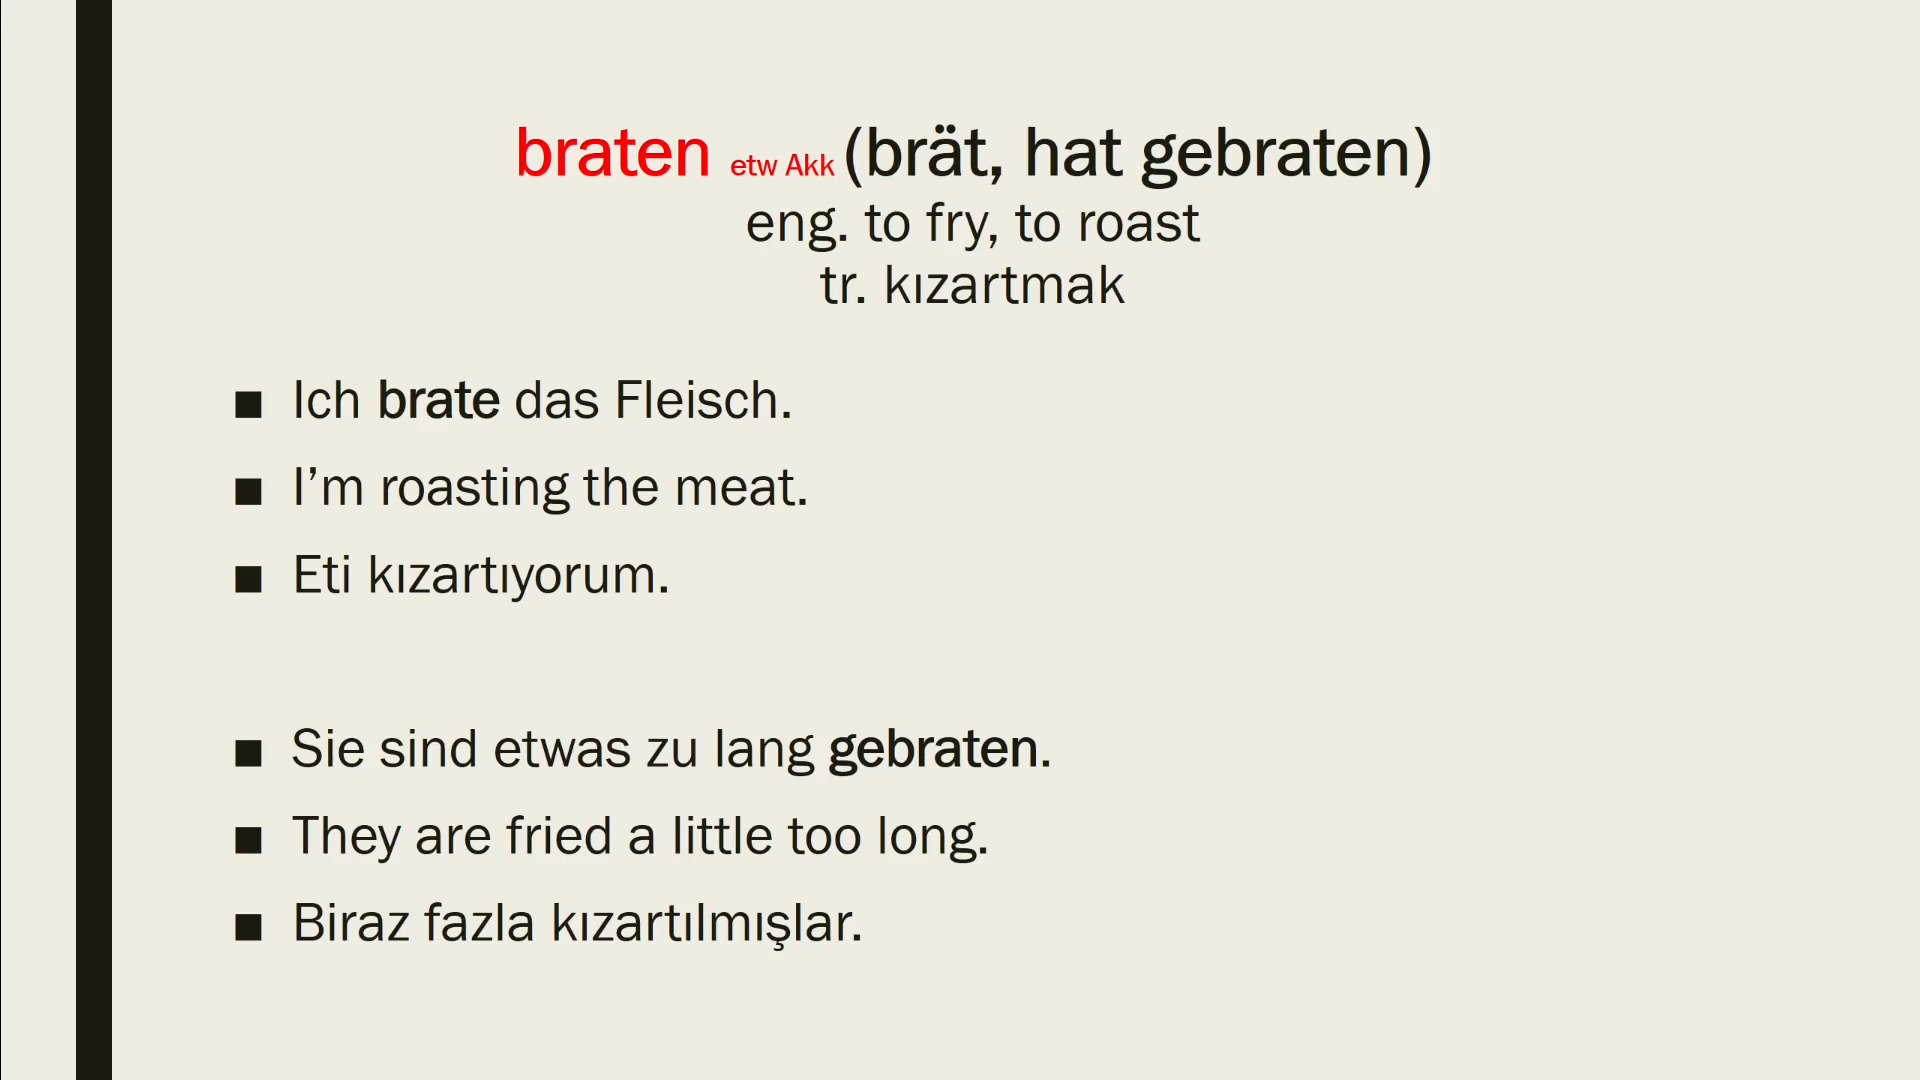 braten etw Akk (brät, hat gebraten)
eng. to fry, to roast
tr. kızartmak
■ Ich brate das Fleisch.
■ I’m roasting the meat.
■ Eti kızartıyorum.
■ Sie sind etwas zu lang gebraten.
■ They are fried a little too long.
■ Biraz fazla kızartılmışlar.